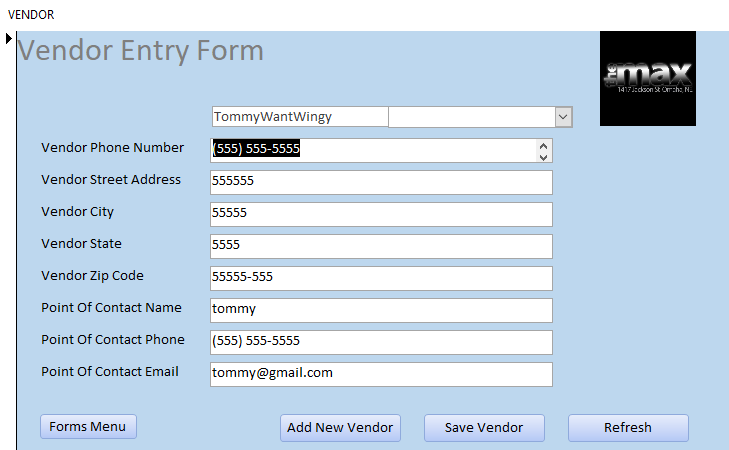 VENDOR
Vendor Entry Form
the max
1417 Jackson St. Omaha, NE
TommyWantWingy
Vendor Phone Number (555) 555-5555
Vendor Street Address 555555
Vendor City 55555
Vendor State 5555
Vendor Zip Code 55555-555
Point Of Contact Name tommy
Point Of Contact Phone (555) 555-5555
Point Of Contact Email tommy@gmail.com
Forms Menu Add New Vendor Save Vendor Refresh